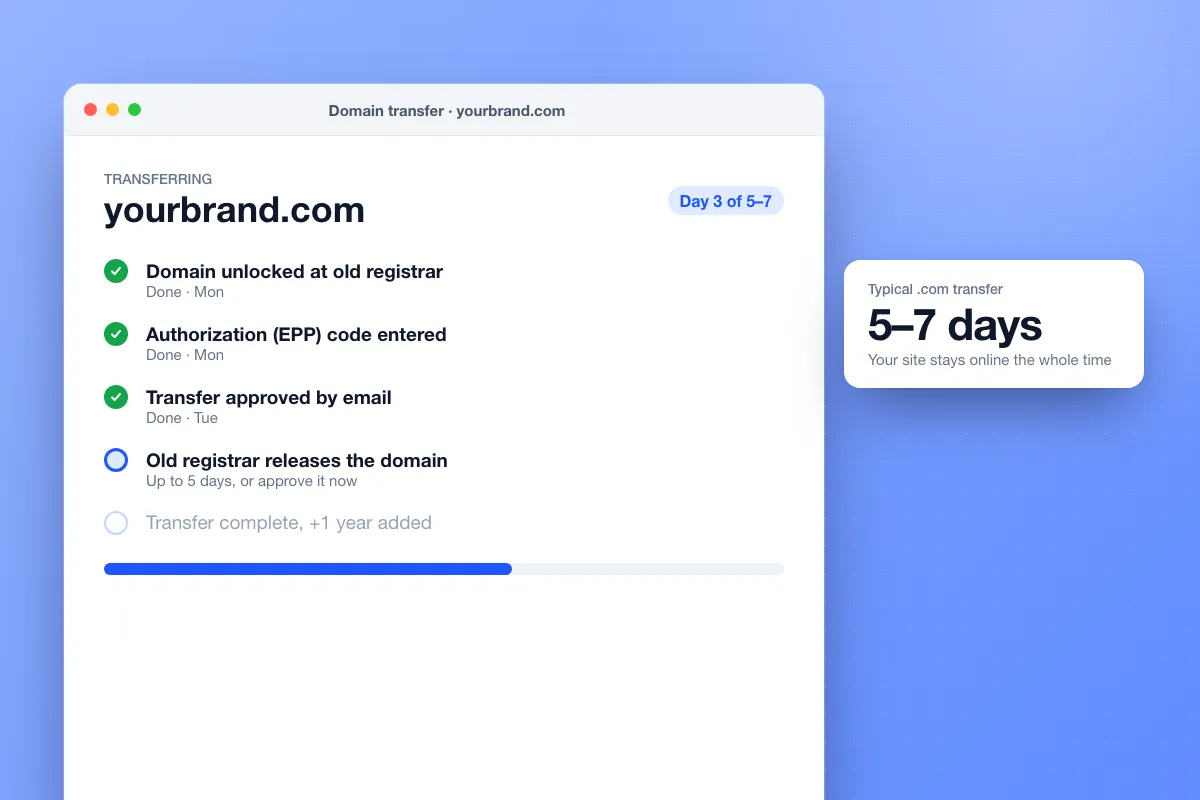 Domain transfer · yourbrand.com
TRANSFERRING
yourbrand.com
Day 3 of 5–7
Domain unlocked at old registrar
Done · Mon
Authorization (EPP) code entered
Done · Mon
Transfer approved by email
Done · Tue
Old registrar releases the domain
Up to 5 days, or approve it now
Transfer complete, +1 year added
Typical .com transfer
5–7 days
Your site stays online the whole time